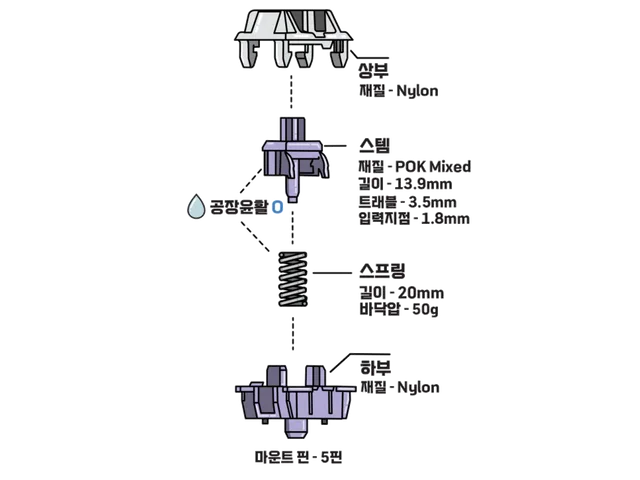 상부
재질 - Nylon
스템
재질 - POK Mixed
길이 - 13.9mm
트래블 - 3.5mm
입력지점 - 1.8mm
공장윤활 O
스프링
길이 - 20mm
바닥압 - 50g
하부
재질 - Nylon
마운트 핀 - 5핀